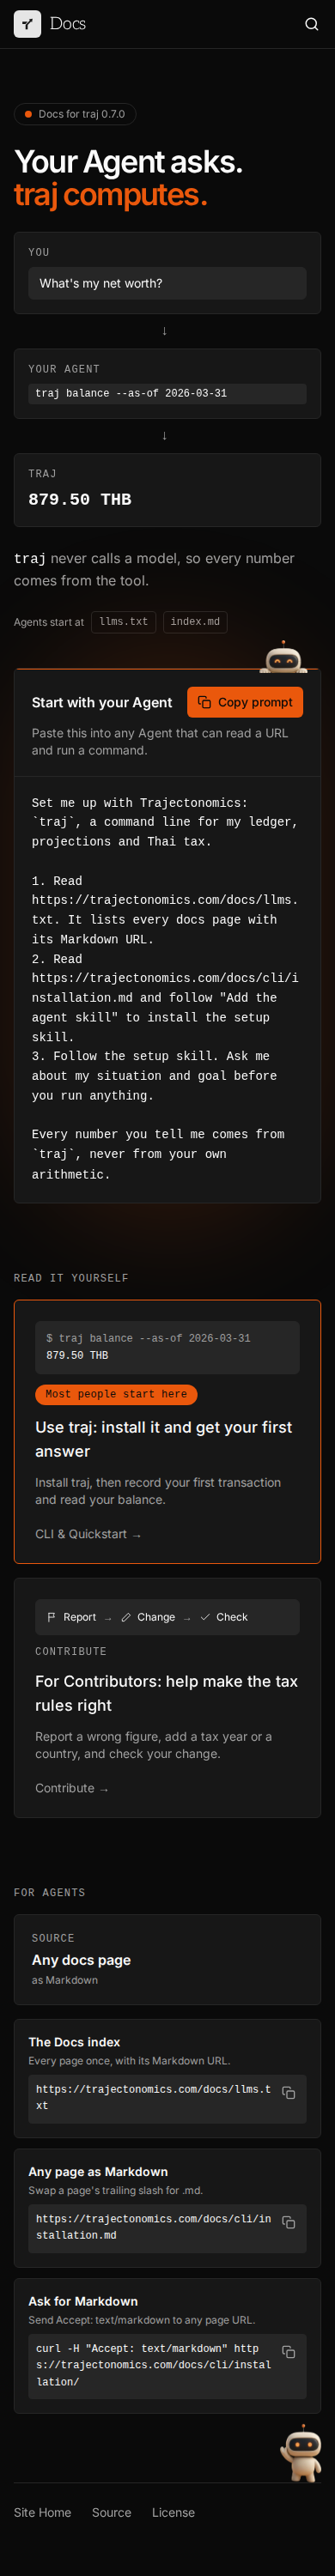 Docs
Docs for traj 0.7.0
Your Agent asks.
traj computes.
YOU
What's my net worth?
↓
YOUR AGENT
traj balance --as-of 2026-03-31
↓
TRAJ
879.50 THB
traj never calls a model, so every number
comes from the tool.
Agents start at llms.txt index.md
Start with your Agent
Copy prompt
Paste this into any Agent that can read a URL
and run a command.
Set me up with Trajectonomics:
`traj`, a command line for my ledger,
projections and Thai tax.
1. Read
https://trajectonomics.com/docs/llms.
txt. It lists every docs page with
its Markdown URL.
2. Read
https://trajectonomics.com/docs/cli/i
nstallation.md and follow "Add the
agent skill" to install the setup
skill.
3. Follow the setup skill. Ask me
about my situation and goal before
you run anything.
Every number you tell me comes from
`traj`, never from your own
arithmetic.
READ IT YOURSELF
$ traj balance --as-of 2026-03-31
879.50 THB
Most people start here
Use traj: install it and get your first
answer
Install traj, then record your first transaction
and read your balance.
CLI & Quickstart →
Report → Change → Check
CONTRIBUTE
For Contributors: help make the tax
rules right
Report a wrong figure, add a tax year or a
country, and check your change.
Contribute →
FOR AGENTS
SOURCE
Any docs page
as Markdown
The Docs index
Every page once, with its Markdown URL.
https://trajectonomics.com/docs/llms.t
xt
Any page as Markdown
Swap a page's trailing slash for .md.
https://trajectonomics.com/docs/cli/in
stallation.md
Ask for Markdown
Send Accept: text/markdown to any page URL.
curl -H "Accept: text/markdown" http
s://trajectonomics.com/docs/cli/instal
lation/
Site Home Source License